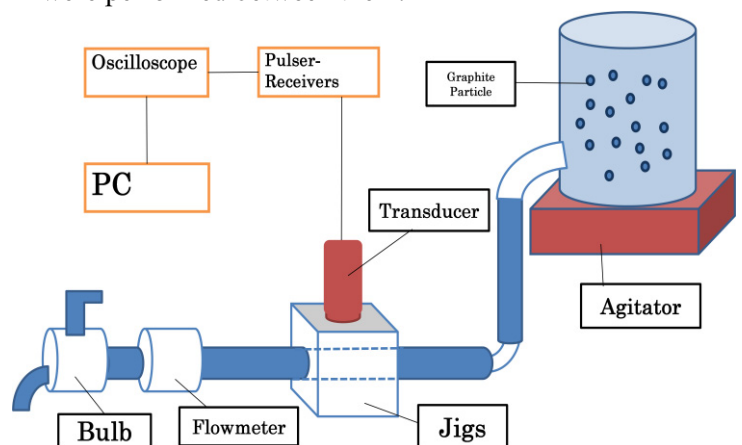 Oscilloscope
Pulser-
Receivers
Graphite
Particle
PC
Transducer
Agitator
Bulb
Flowmeter
Jigs